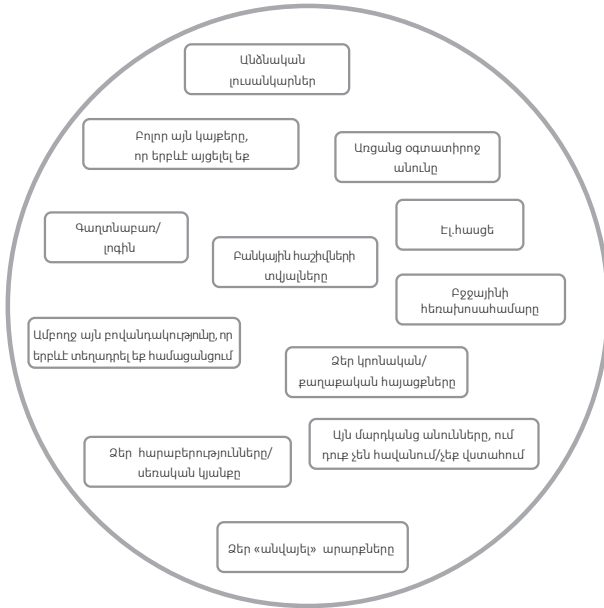 Անձնական
լուսանկարներ
Բոլոր այն կայքերը,
որ երբևէ այցելել եք
Առցանց օգտատիրոջ
անունը
Գաղտնաբառ/
լոգին
Էլ.հասցե
Բանկային հաշիվների
տվյալները
Բջջայինի
հեռախոսահամարը
Ամբողջ այն բովանդակությունը, որ
երբևէ տեղադրել եք համացանցում
Ձեր կրոնական/
քաղաքական հայացքները
Այն մարդկանց անունները, ում
դուք չեն հավանում/չեք վստահում
Ձեր հարաբերությունները/
սեռական կյանքը
Ձեր «անվայել» արարքները